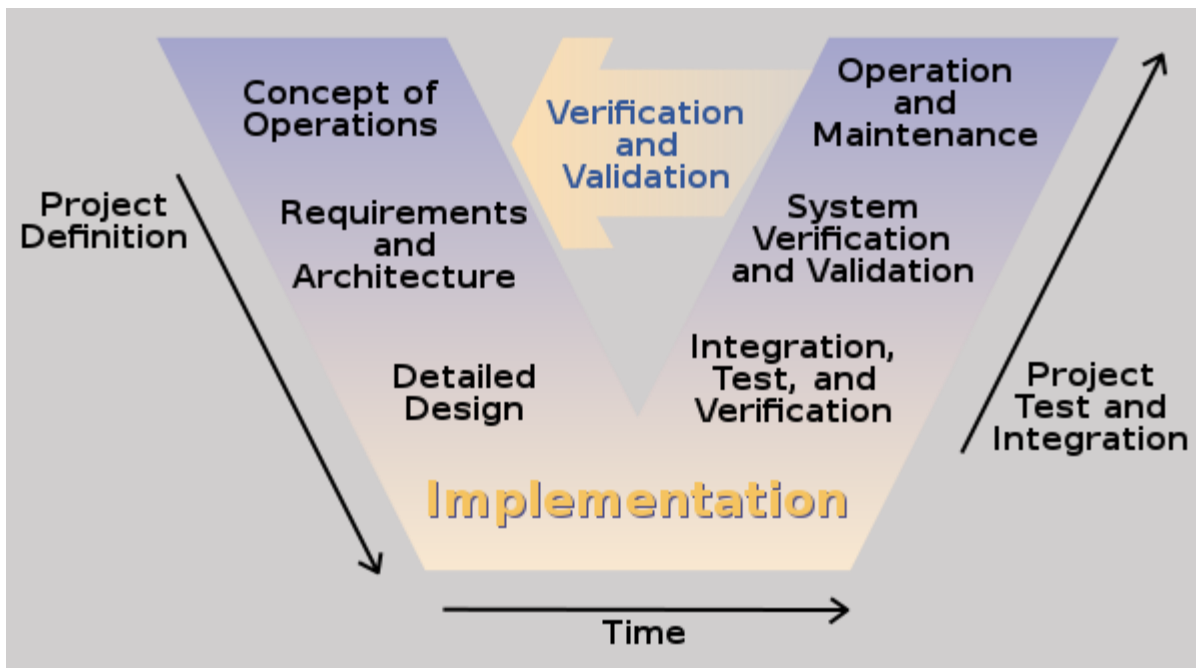 Concept of
Operations
Verification
and
Validation
Operation
and
Maintenance
Project
Definition
Requirements
and
Architecture
System
Verification
and Validation
Detailed
Design
Integration,
Test, and
Verification
Project
Test and
Integration
Implementation
Time